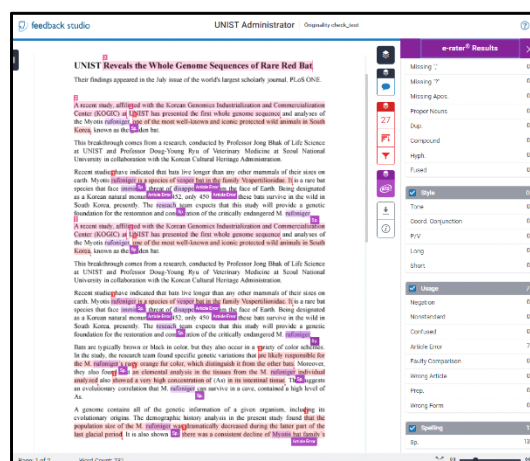 feedback studio
UNIST Administrator
Originality check_test
e-rater® Results
UNIST Reveals the Whole Genome Sequences of Rare Red Bat
Their findings appeared in the July issue of the world's largest scholarly journal, PLoS ONE.
A recent study, affiliated with the Korean Genomics Industrialization and Commercialization
Center (KOGIC) at UNIST has presented the first whole genome sequences and analyses of
the Myotis rufoniger, one of the most well-known and iconic protected wild animals in South
Korea, known as the den bat.
This breakthrough comes from a research, conducted by Professor Jong Bhak of Life Science
at UNIST and Professor Doug-Young Ryu of Veterinary Medicine at Seoul National
University in collaboration with the Korean Cultural Heritage Administration.
Recent studies have indicated that bats live longer than any other mammals of their sizes on
earth. Myotis rufoniger is a species of vesper bat in the family Vespertilionidae. It is a rare bat
species that face threat of on the face of Earth. Being designated
as a Korean natural 452, only 450 these bats survive in the wild in
South Korea, presently. The research team expects that this study will provide a genetic
foundation for the restoration and conservation of the critically endangered M. rufoniger.
A recent study, affiliated with the Korean Genomics Industrialization and Commercialization
Center (KOGIC) at UNIST has presented the first whole genome sequences and analyses of
the Myotis rufoniger, one of the most well-known and iconic protected wild animals in South
Korea, known as the den bat.
This breakthrough comes from a research, conducted by Professor Jong Bhak of Life Science
at UNIST and Professor Doug-Young Ryu of Veterinary Medicine at Seoul National
University in collaboration with the Korean Cultural Heritage Administration.
Recent studies have indicated that bats live longer than any other mammals of their sizes on
earth. Myotis rufoniger is a species of vesper bat in the family Vespertilionidae. It is a rare bat
species that face threat of on the face of Earth. Being designated
as a Korean natural 452, only 450 these bats survive in the wild in
South Korea, presently. The research team expects that this study will provide a genetic
foundation for the restoration and conservation of the critically endangered M. rufoniger.
Bats are typically brown or black in color, but they also occur in a variety of color schemes.
In the study, the research team found specific genetic variations that are likely responsible for
the M. rufoniger's orange fur color, which distinguish it from the other bats. Moreover,
they also found an elemental analysis in the tissues from the M. rufoniger individual
analyzed also showed a very high concentration of (As) in its intestinal tissue. suggests
an evolutionary correlation that M. rufoniger can survive in a cave, contained a high level of
As.
A genome contains all of the genetic information of a given organism, including its
evolutionary origins. The demographic history analysis in the present study found that the
population size of the M. rufoniger was dramatically decreased during the latter part of the
last glacial period. It is also shown there was a consistent decline of Myotis bat family's
Sp.
Article Error
27
Missing ','
Missing '?'
Missing Apos.
Proper Nouns
Dup.
Compound
Hyph.
Fused
Style
Tone
Coord. Conjunction
P/V
Long
Short
Usage
Negation
Nonstandard
Confused
Article Error 7
Faulty Comparison
Wrong Article
Prep.
Wrong Form
Spelling
Sp. 13
Page: 1 of 2
Word Count: 731